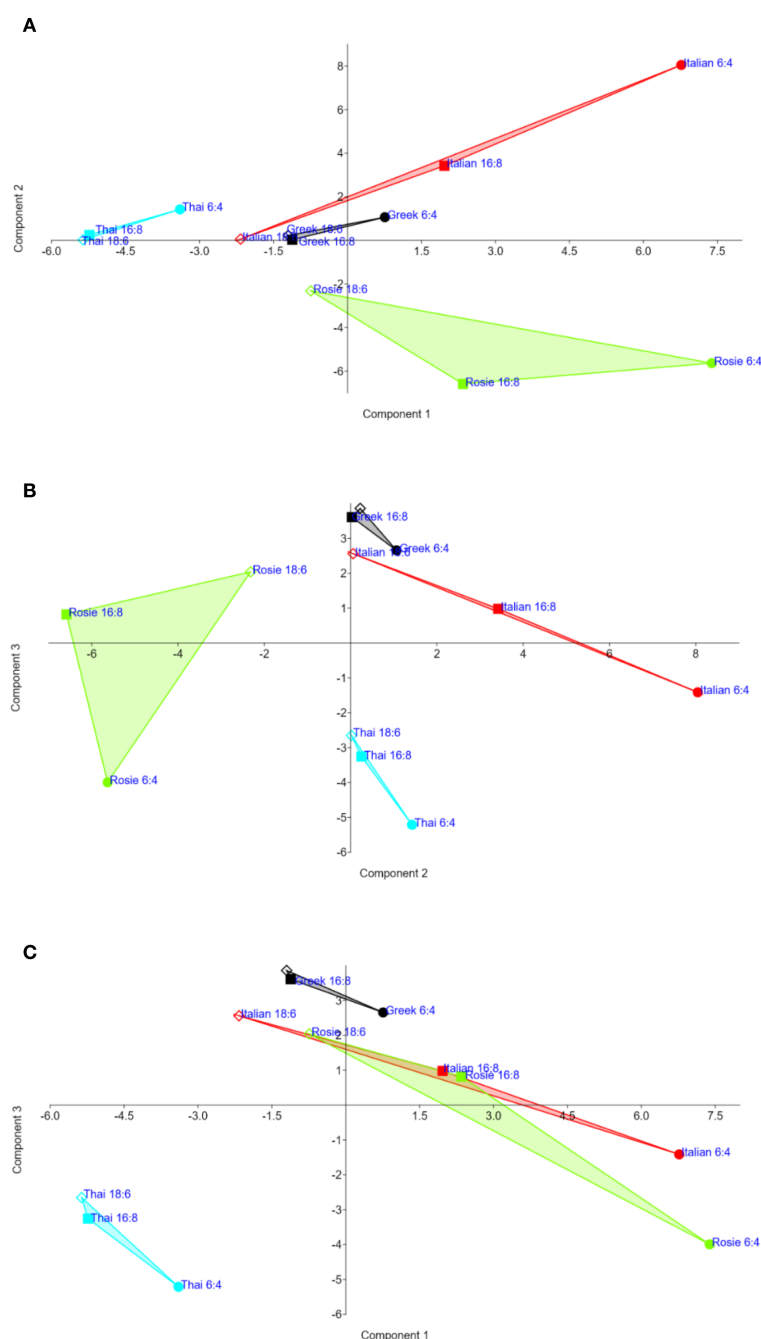 A
8
Italian 6:4
6
4
Italian 16:8
Component 2
2
Thai 6:4
Greek 6:4
Thai 16:8
Greek 18:6
Thai 18:6
Italian 18:6
Greek 16:8
-6.0
-3.0
-1.5
1.5
3.0
4.5
6.0
7.5
-2
Rosie 18:6
-4
Rosie 6:4
-6
Rosie 16:8
Component 1
B
Greek 16:8
3
Greek 6:4
Italian 18:6
Rosie 18:6
2
Rosie 16:8
1
Italian 16:8
Component 3
-6
-4
-2
2
4
6
8
-1
Italian 6:4
-2
Thai 18:6
-3
Thai 16:8
Rosie 6:4
-4
-5
Thai 6:4
-6
Component 2
C
Greek 16:8
3
Greek 6:4
Italian 18:6
2
Rosie 18:6
1
Italian 16:8
Rosie 16:8
Component 3
-6.0
-4.5
-3.0
1.5
3.0
4.5
6.0
7.5
-1
Italian 6:4
-2
Thai 18:6
-3
Thai 16:8
-4
Rosie 6:4
-5
Thai 6:4
-6
Component 1